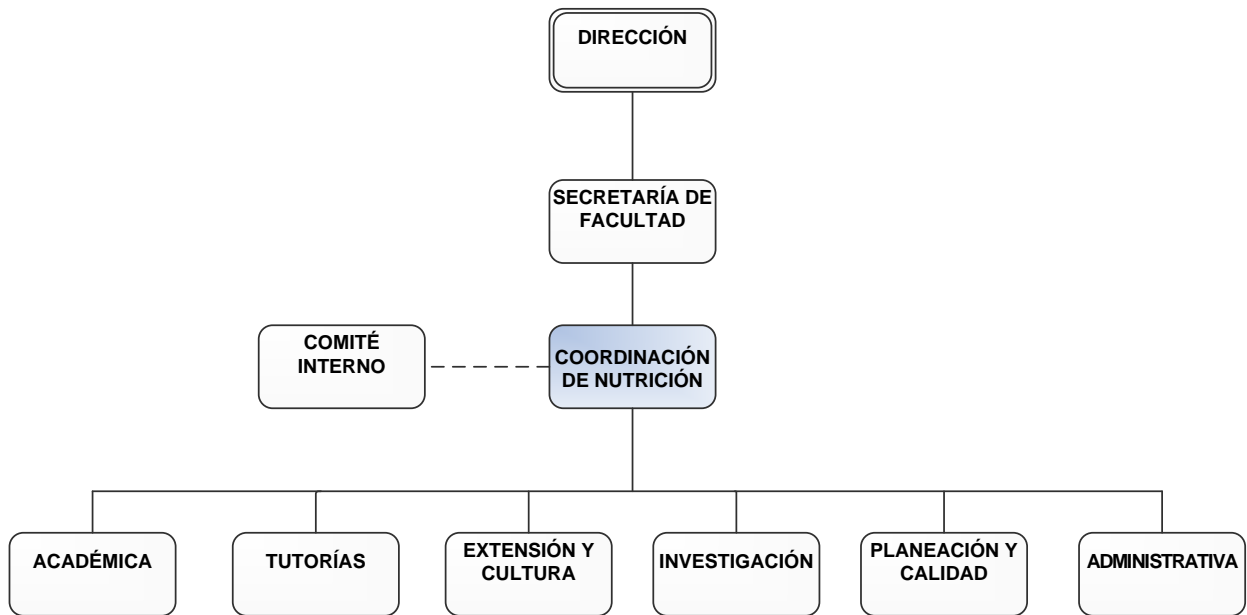 DIRECCIÓN
SECRETARÍA DE
FACULTAD
COMITÉ
INTERNO
COORDINACIÓN
DE NUTRICIÓN
ACADÉMICA
TUTORÍAS
EXTENSIÓN Y
CULTURA
INVESTIGACIÓN
PLANEACIÓN Y
CALIDAD
ADMINISTRATIVA